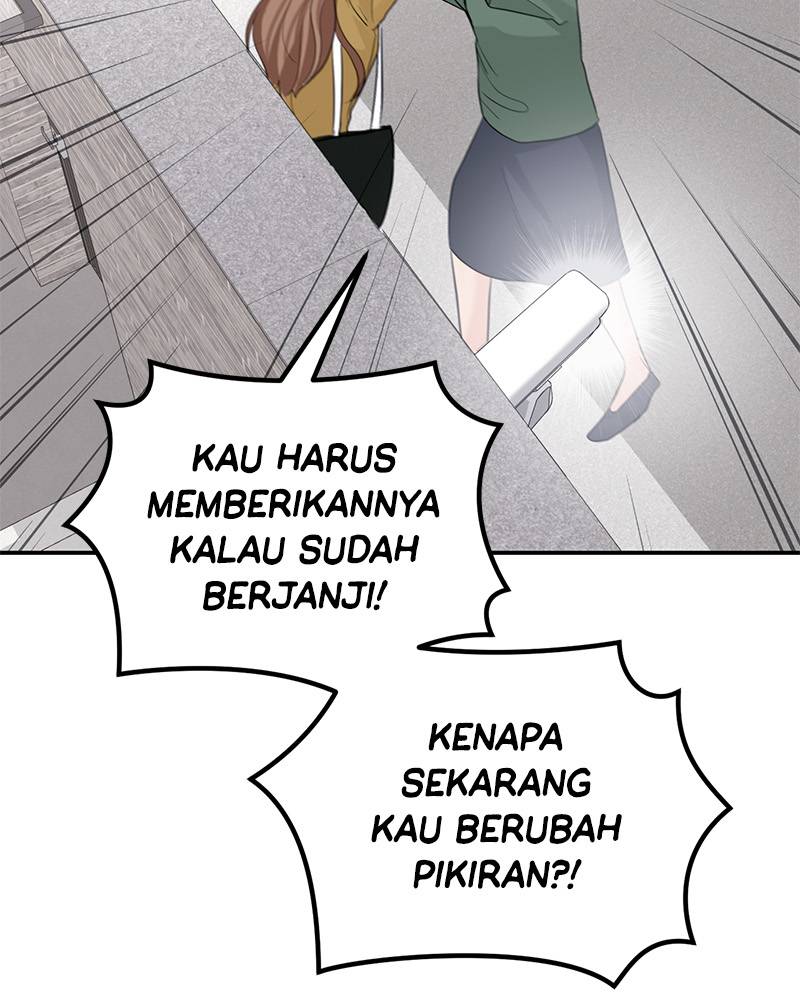 KAU HARUS
MEMBERIKANNYA
KALAU SUDAH
BERJANJI!
KENAPA
SEKARANG
KAU BERUBAH
PIKIRAN?!